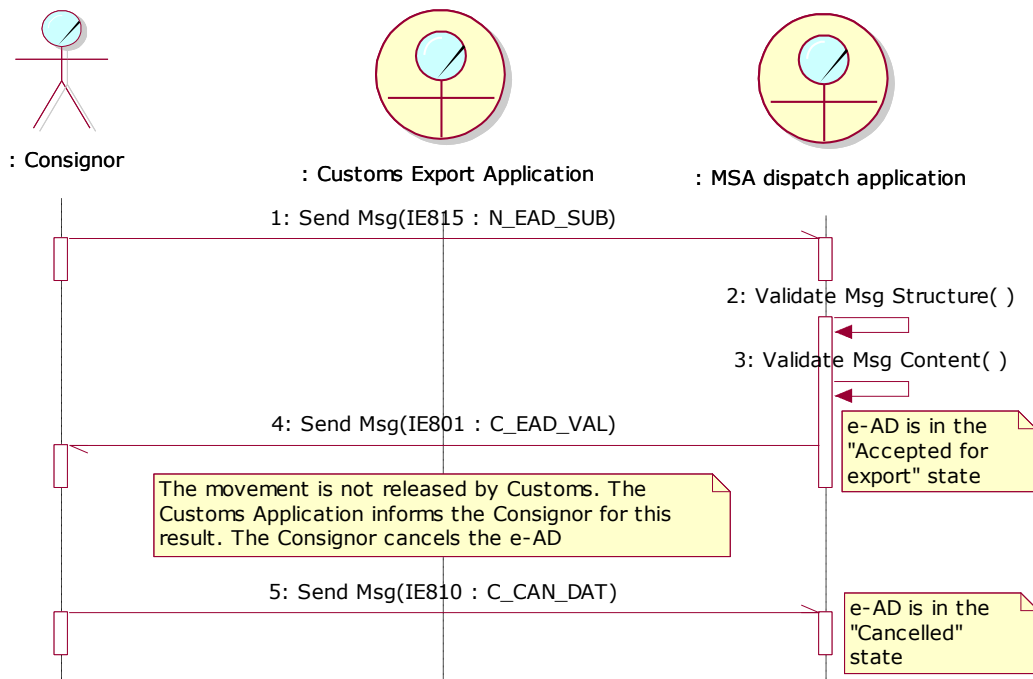 : Consignor
: Customs Export Application
: MSA dispatch application
1: Send Msg(IE815 : N_EAD_SUB)
2: Validate Msg Structure( )
3: Validate Msg Content( )
4: Send Msg(IE801 : C_EAD_VAL)
e-AD is in the
"Accepted for
export" state
The movement is not released by Customs. The
Customs Application informs the Consignor for this
result. The Consignor cancels the e-AD
5: Send Msg(IE810 : C_CAN_DAT)
e-AD is in the
"Cancelled"
state